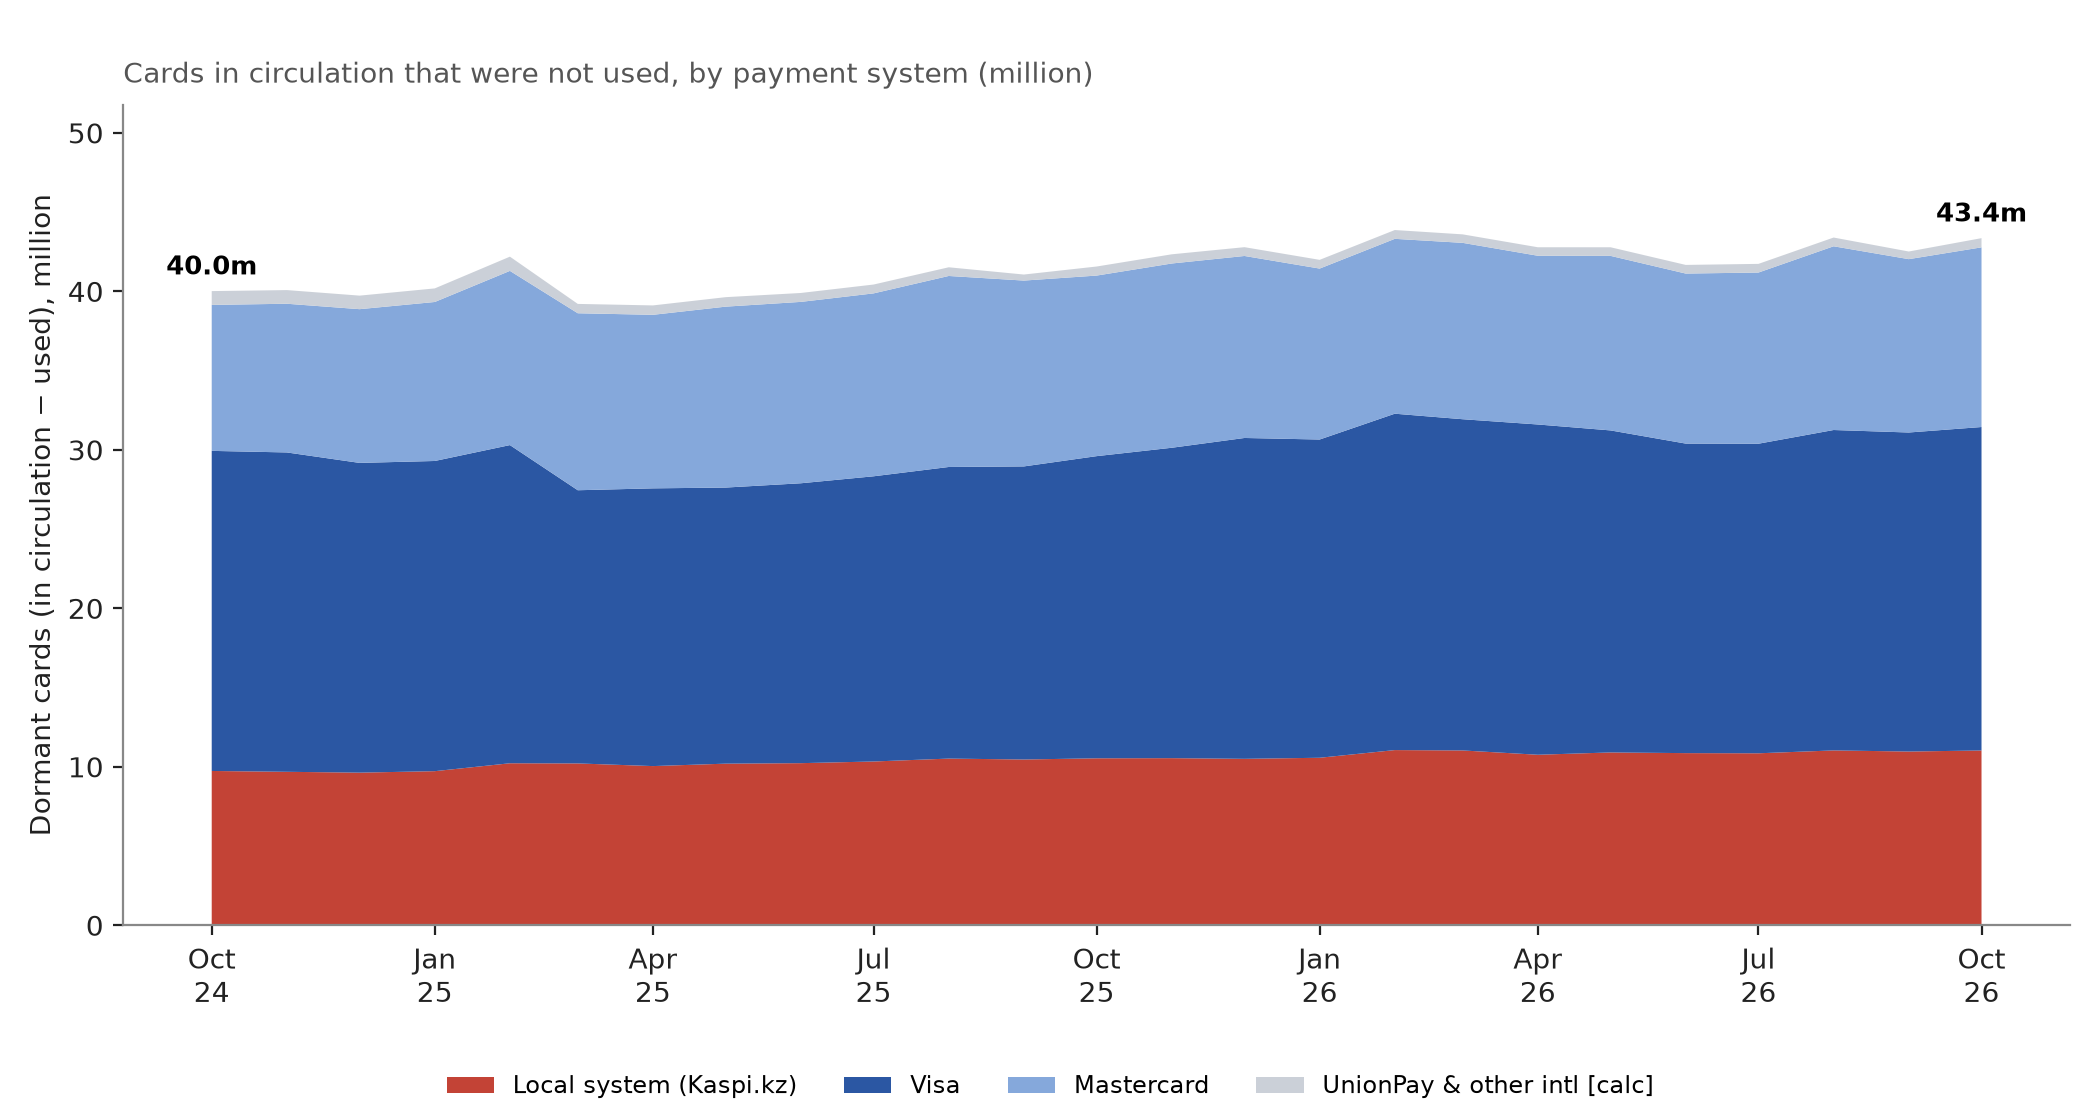 Cards in circulation that were not used, by payment system (million)
Dormant cards (in circulation − used), million
50
40
30
20
10
0
40.0m
43.4m
Oct
24
Jan
25
Apr
25
Jul
25
Oct
25
Jan
26
Apr
26
Jul
26
Oct
26
Local system (Kaspi.kz)
Visa
Mastercard
UnionPay & other intl [calc]